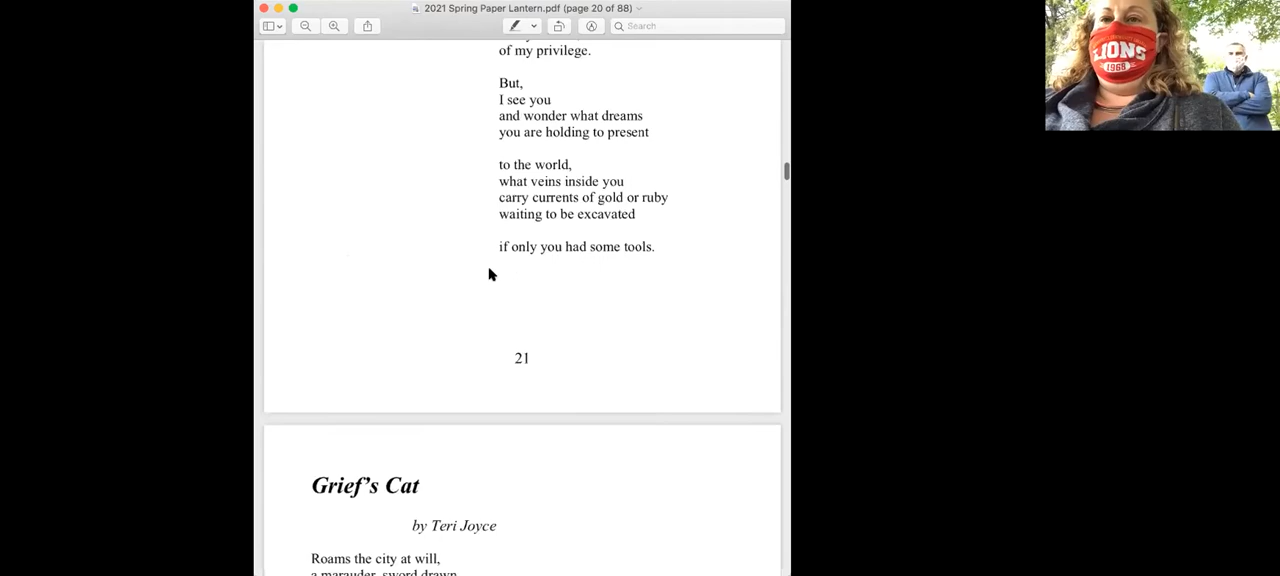 2021 Spring Paper Lantern.pdf (page 20 of 88)
Search
of my privilege.
But,
I see you
and wonder what dreams
you are holding to present
to the world,
what veins inside you
carry currents of gold or ruby
waiting to be excavated
if only you had some tools.
21
Grief's Cat
by Teri Joyce
Roams the city at will,
a marauder, sword drawn
LIONS
1968